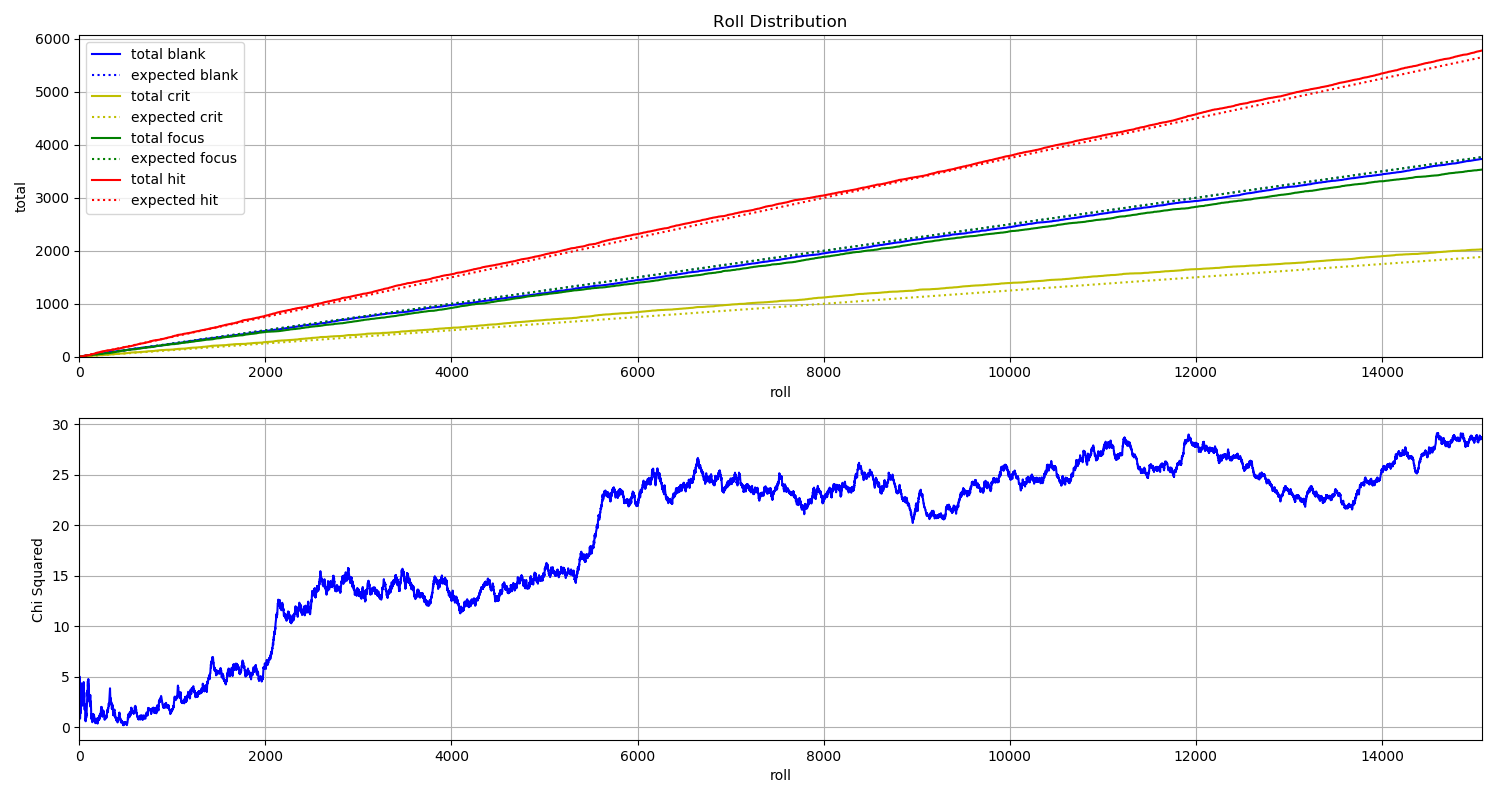 Roll Distribution
6000
5000
4000
3000
2000
1000
0
total
total blank
expected blank
total crit
expected crit
total focus
expected focus
total hit
expected hit
0 2000 4000 6000 8000 10000 12000 14000
roll
30
25
20
15
10
5
0
Chi Squared
0 2000 4000 6000 8000 10000 12000 14000
roll